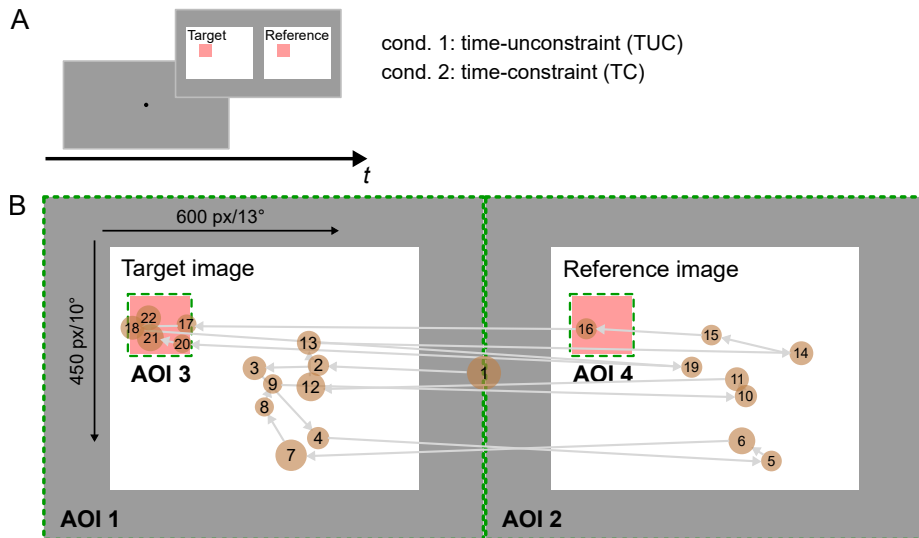 A
Target Reference
cond. 1: time-unconstraint (TUC)
cond. 2: time-constraint (TC)
t
B
600 px/13°
450 px/10°
Target image
Reference image
22
18
17
21
20
16
15
14
13
AOI 3
AOI 4
3
2
1
19
12
9
11
10
8
4
7
6
5
AOI 1
AOI 2